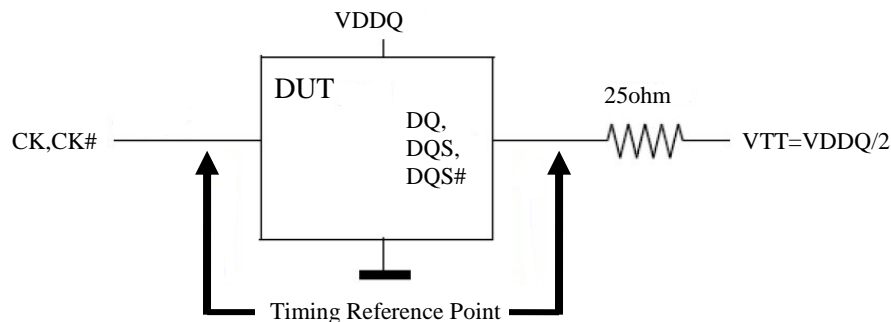 VDDQ
DUT
25ohm
CK,CK#
DQ,
DQS,
DQS#
VTT=VDDQ/2
Timing Reference Point